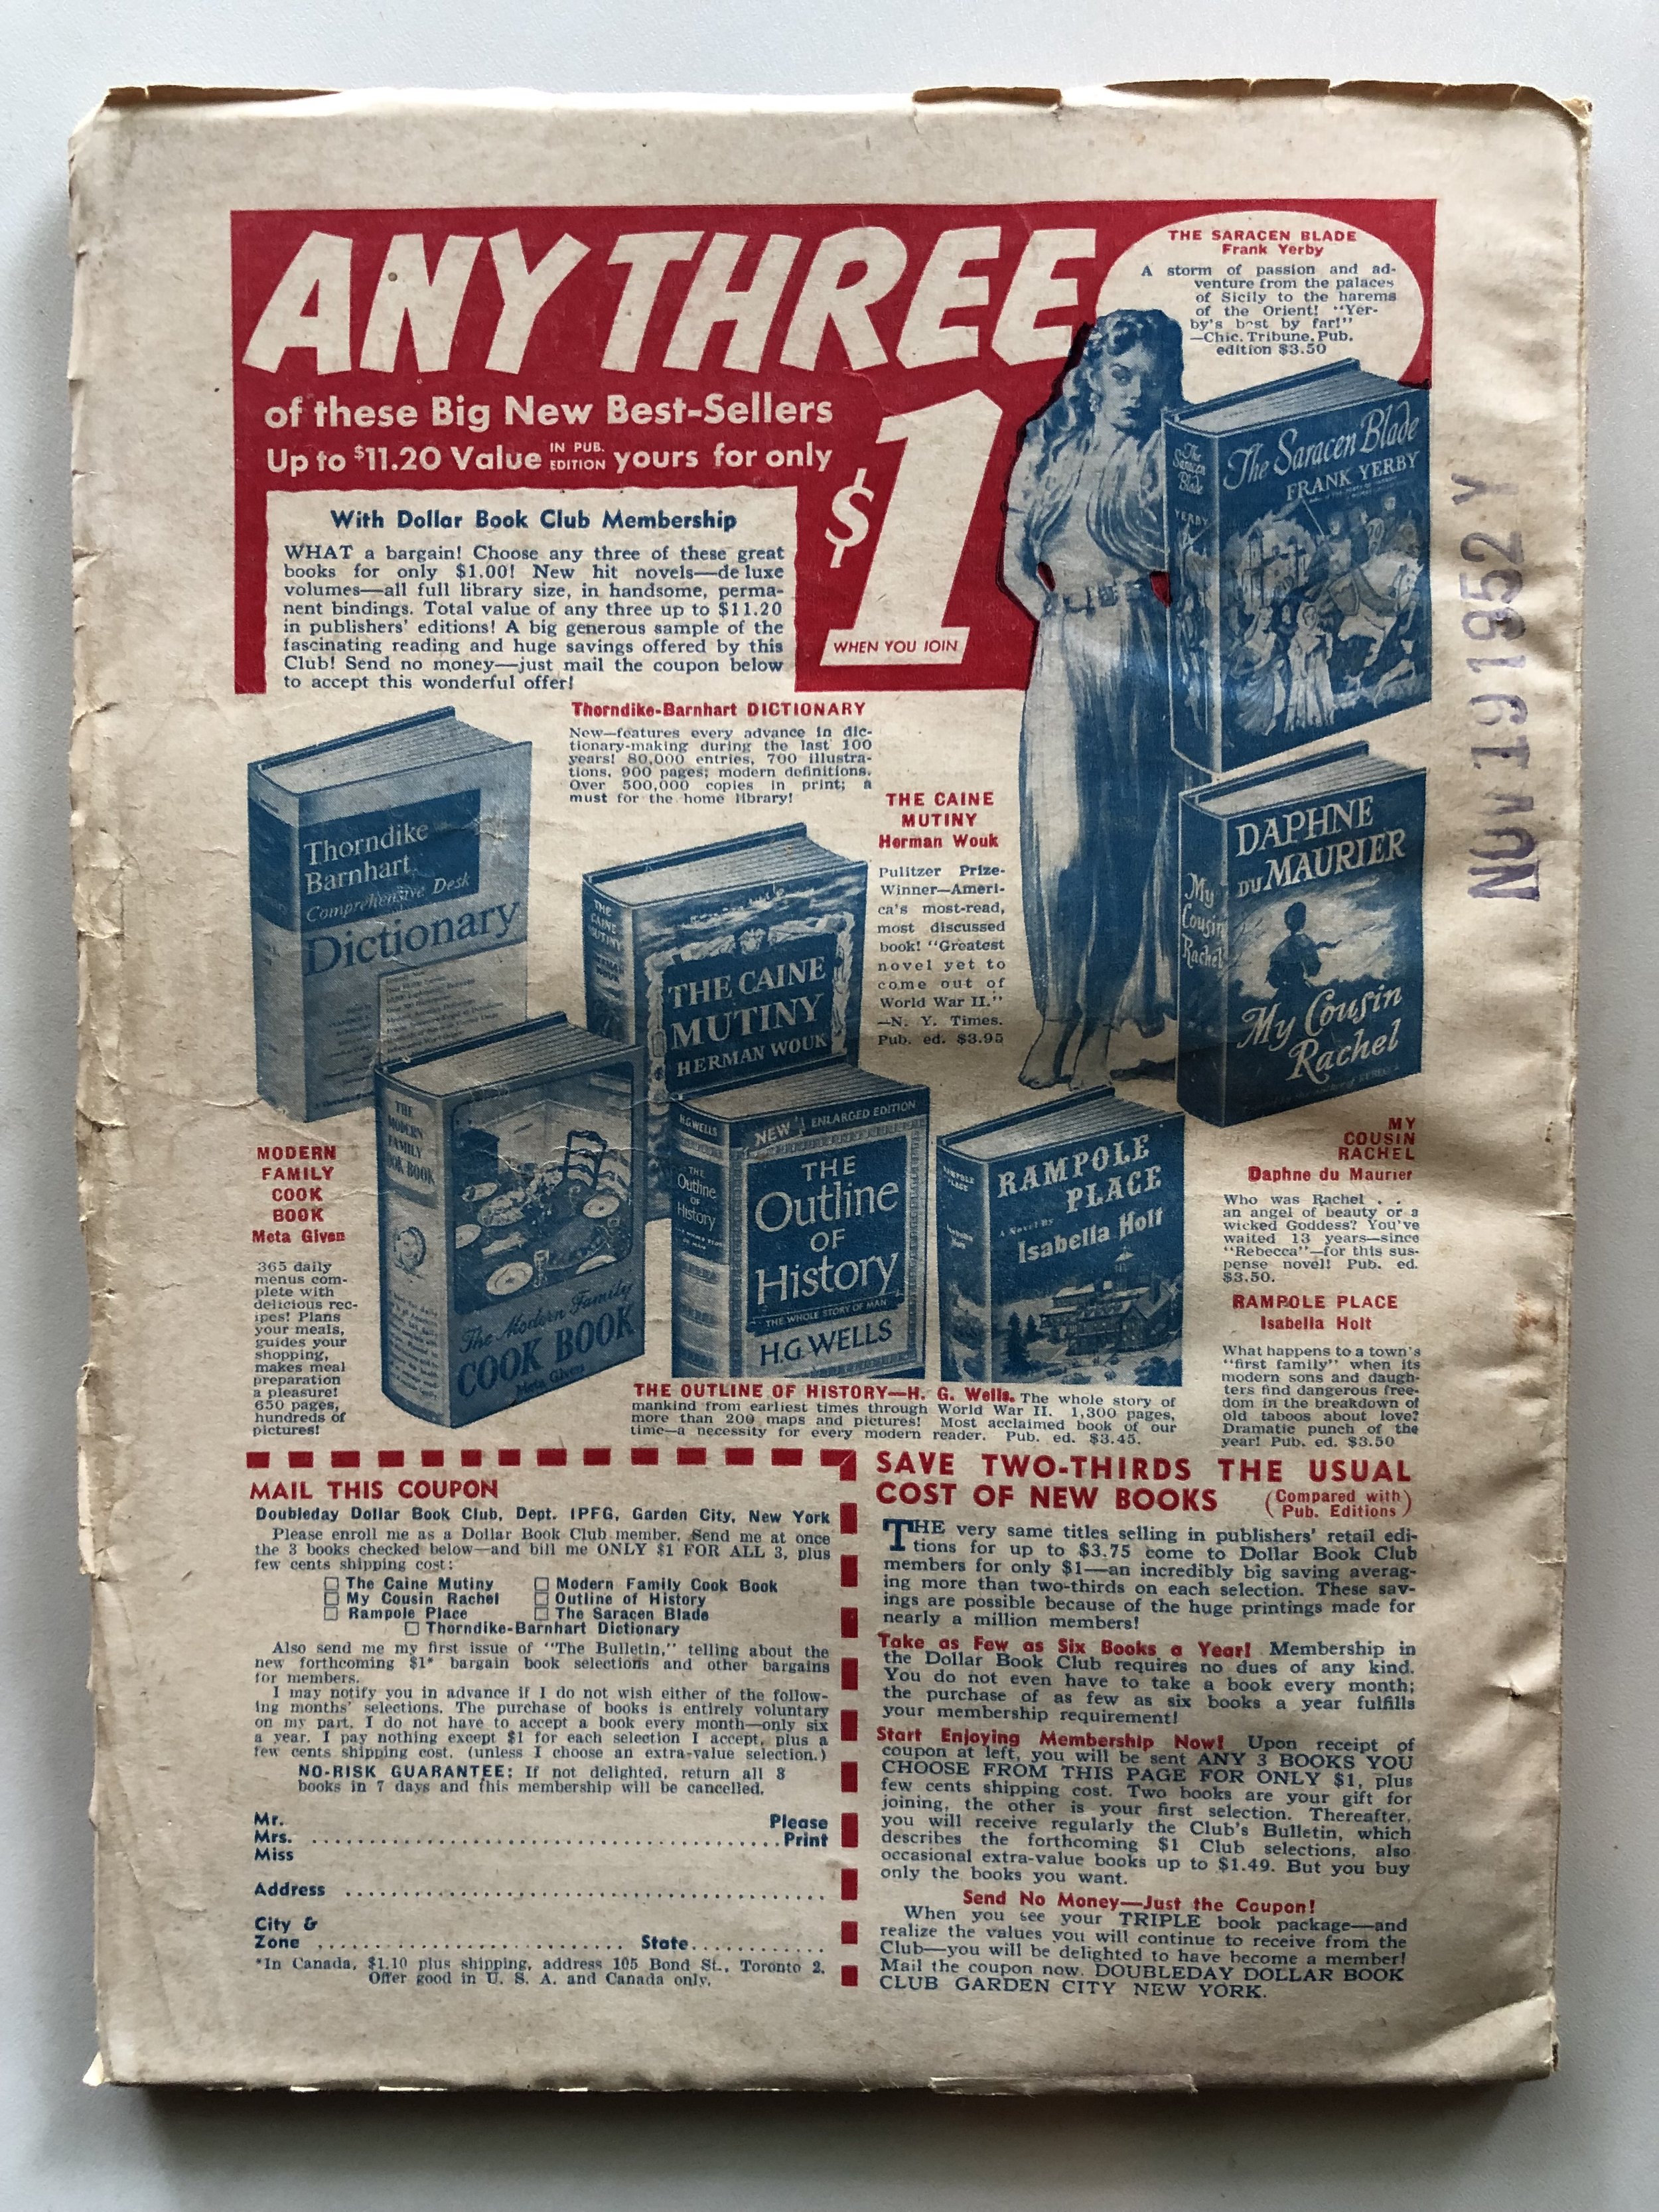 ANY THREE
of these Big New Best-Sellers
Up to $11.20 Value IN PUB. EDITION yours for only
$1
WHEN YOU JOIN
THE SARACEN BLADE
Frank Yerby
A storm of passion and ad-
venture from the palaces
of Sicily to the harems
of the Orient! "Yer-
by's best by far!"
—Chic. Tribune. Pub.
edition $3.50
With Dollar Book Club Membership
WHAT a bargain! Choose any three of these great
books for only $1.00! New hit novels—de luxe
volumes—all full library size, in handsome, perma-
nent bindings. Total value of any three up to $11.20
in publishers' editions! A big generous sample of the
fascinating reading and huge savings offered by this
Club! Send no money—just mail the coupon below
to accept this wonderful offer!
The Saracen Blade
YERBY
The Saracen Blade
FRANK YERBY
NOV 19 1952 Y
Thorndike-Barnhart DICTIONARY
New—features every advance in dic-
tionary-making during the last 100
years! 80,000 entries, 700 illustra-
tions, 900 pages; modern definitions.
Over 500,000 copies in print; a
must for the home library!
Thorndike
Barnhart
Comprehensive Desk
Dictionary
THE CAINE
MUTINY
Herman Wouk
Pulitzer Prize-
Winner—Ameri-
ca's most-read,
most discussed
book! "Greatest
novel yet to
come out of
World War II."
—N. Y. Times.
Pub. ed. $3.95
THE CAINE MUTINY
HERMAN WOUK
THE CAINE
MUTINY
HERMAN WOUK
My
Cousin
Rachel
DAPHNE
DU MAURIER
My Cousin
Rachel
MY
COUSIN
RACHEL
Daphne du Maurier
Who was Rachel . .
an angel of beauty or a
wicked Goddess? You've
waited 13 years—since
"Rebecca"—for this sus-
pense novel! Pub. ed.
$3.50.
MODERN
FAMILY
COOK
BOOK
Meta Given
365 daily
menus com-
plete with
delicious rec-
ipes! Plans
your meals,
guides your
shopping,
makes meal
preparation
a pleasure!
650 pages,
hundreds of
pictures!
THE
MODERN
FAMILY
COOK BOOK
The Modern Family
COOK BOOK
Meta Given
H.G.WELLS
THE
Outline
OF
History
NEW ENLARGED EDITION
THE
Outline
OF
History
THE WHOLE STORY OF MAN
H.G.WELLS
RAMPOLE
PLACE
RAMPOLE
PLACE
A Novel By
Isabella Holt
RAMPOLE PLACE
Isabella Holt
What happens to a town's
"first family" when its
modern sons and daugh-
ters find dangerous free-
dom in the breakdown of
old taboos about love?
Dramatic punch of the
year! Pub. ed. $3.50
THE OUTLINE OF HISTORY—H. G. Wells. The whole story of
mankind from earliest times through World War II. 1,300 pages,
more than 200 maps and pictures! Most acclaimed book of our
time—a necessity for every modern reader. Pub. ed. $3.45.
MAIL THIS COUPON
Doubleday Dollar Book Club, Dept. IPFG, Garden City, New York
Please enroll me as a Dollar Book Club member. Send me at once
the 3 books checked below—and bill me ONLY $1 FOR ALL 3, plus
few cents shipping cost:
☐ The Caine Mutiny ☐ Modern Family Cook Book
☐ My Cousin Rachel ☐ Outline of History
☐ Rampole Place ☐ The Saracen Blade
☐ Thorndike-Barnhart Dictionary
Also send me my first issue of "The Bulletin," telling about the
new forthcoming $1* bargain book selections and other bargains
for members.
I may notify you in advance if I do not wish either of the follow-
ing months' selections. The purchase of books is entirely voluntary
on my part. I do not have to accept a book every month—only six
a year. I pay nothing except $1 for each selection I accept, plus a
few cents shipping cost. (unless I choose an extra-value selection.)
NO-RISK GUARANTEE: If not delighted, return all 3
books in 7 days and this membership will be cancelled.
Mr. Please
Mrs. ................................................Print
Miss
Address ................................................
City &
Zone ................................ State.............
*In Canada, $1.10 plus shipping, address 105 Bond St., Toronto 2.
Offer good in U. S. A. and Canada only.
SAVE TWO-THIRDS THE USUAL
COST OF NEW BOOKS (Compared with Pub. Editions)
THE very same titles selling in publishers' retail edi-
tions for up to $3.75 come to Dollar Book Club
members for only $1—an incredibly big saving averag-
ing more than two-thirds on each selection. These sav-
ings are possible because of the huge printings made for
nearly a million members!
Take as Few as Six Books a Year! Membership in
the Dollar Book Club requires no dues of any kind.
You do not even have to take a book every month;
the purchase of as few as six books a year fulfills
your membership requirement!
Start Enjoying Membership Now! Upon receipt of
coupon at left, you will be sent ANY 3 BOOKS YOU
CHOOSE FROM THIS PAGE FOR ONLY $1, plus
few cents shipping cost. Two books are your gift for
joining, the other is your first selection. Thereafter,
you will receive regularly the Club's Bulletin, which
describes the forthcoming $1 Club selections, also
occasional extra-value books up to $1.49. But you buy
only the books you want.
Send No Money—Just the Coupon!
When you see your TRIPLE book package—and
realize the values you will continue to receive from the
Club—you will be delighted to have become a member!
Mail the coupon now. DOUBLEDAY DOLLAR BOOK
CLUB GARDEN CITY NEW YORK.